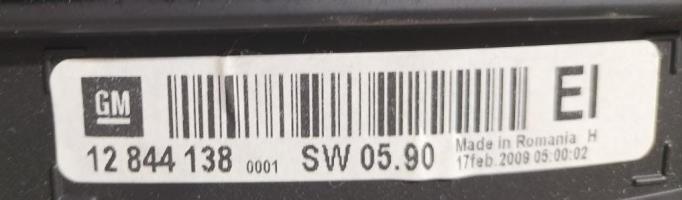 GM
EI
12 844 138 0001 SW 05.90
Made in Romania H
17feb.2009 05:00:02